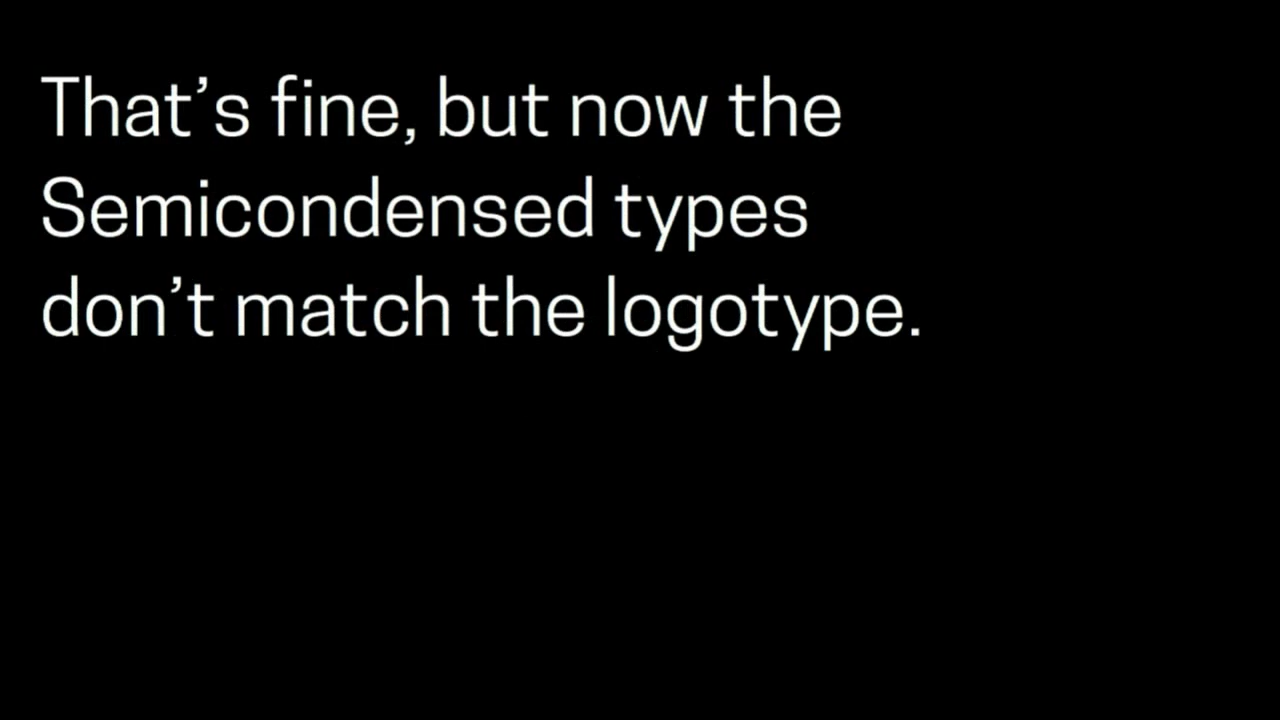 That’s fine, but now the
Semicondensed types
don’t match the logotype.